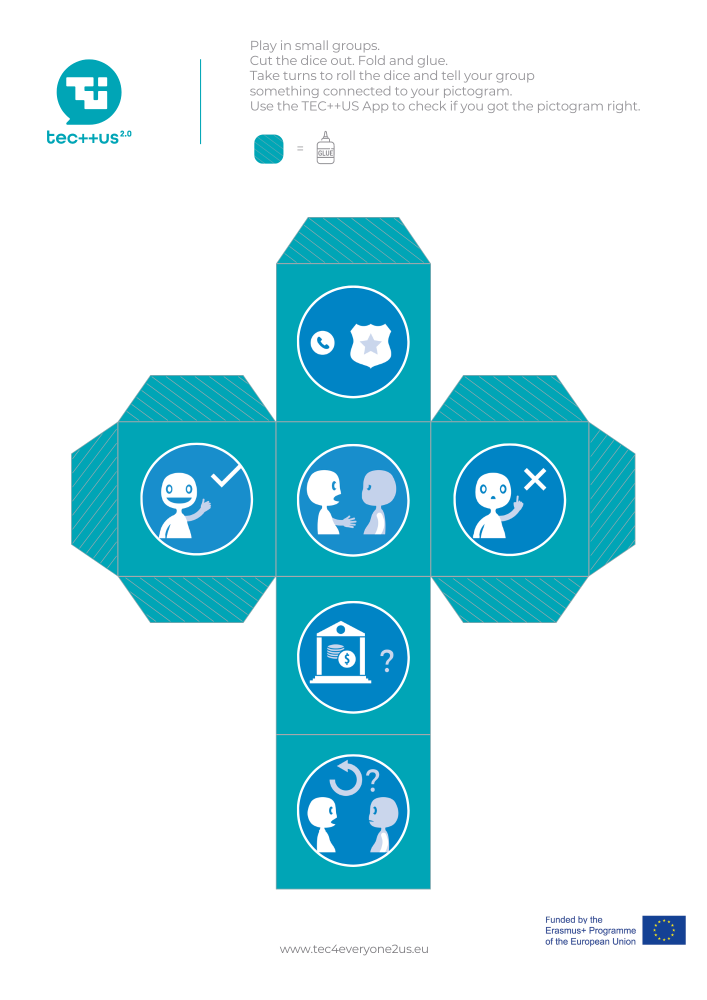 Play in small groups.
Cut the dice out. Fold and glue.
Take turns to roll the dice and tell your group
something connected to your pictogram.
Use the TEC++US App to check if you got the pictogram right.
tec++us 2.0
=
GLUE
$
?
?
Funded by the
Erasmus+ Programme
of the European Union
www.tec4everyone2us.eu